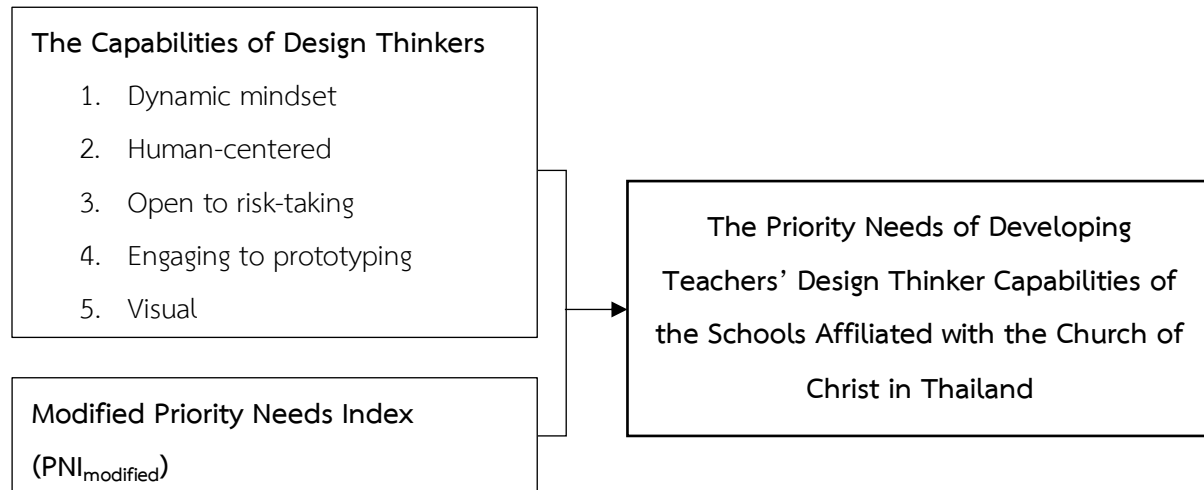 The Capabilities of Design Thinkers
1. Dynamic mindset
2. Human-centered
3. Open to risk-taking
4. Engaging to prototyping
5. Visual
Modified Priority Needs Index
(PNImodified)
The Priority Needs of Developing
Teachers’ Design Thinker Capabilities of
the Schools Affiliated with the Church of
Christ in Thailand